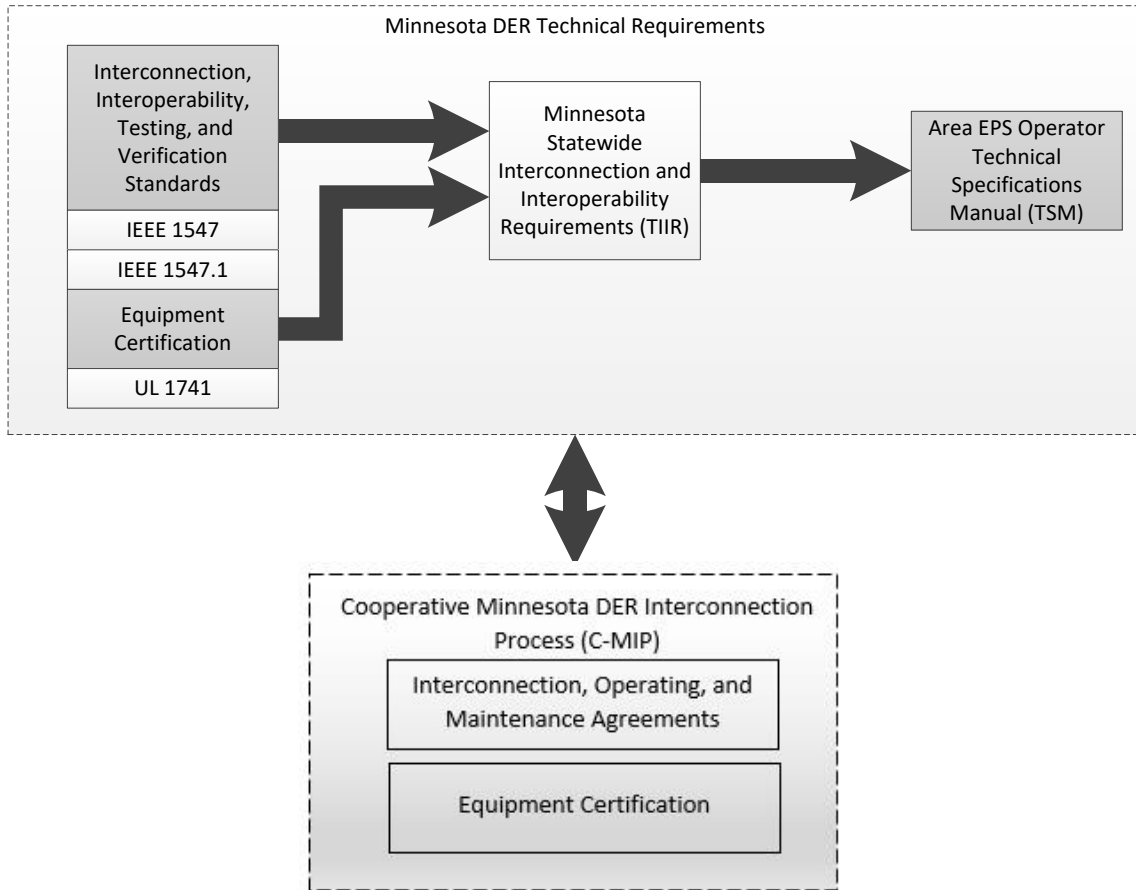 Minnesota DER Technical Requirements
Interconnection,
Interoperability,
Testing, and
Verification
Standards
IEEE 1547
IEEE 1547.1
Equipment
Certification
UL 1741
Minnesota
Statewide
Interconnection and
Interoperability
Requirements (TIIR)
Area EPS Operator
Technical
Specifications
Manual (TSM)
Cooperative Minnesota DER Interconnection
Process (C-MIP)
Interconnection, Operating, and
Maintenance Agreements
Equipment Certification